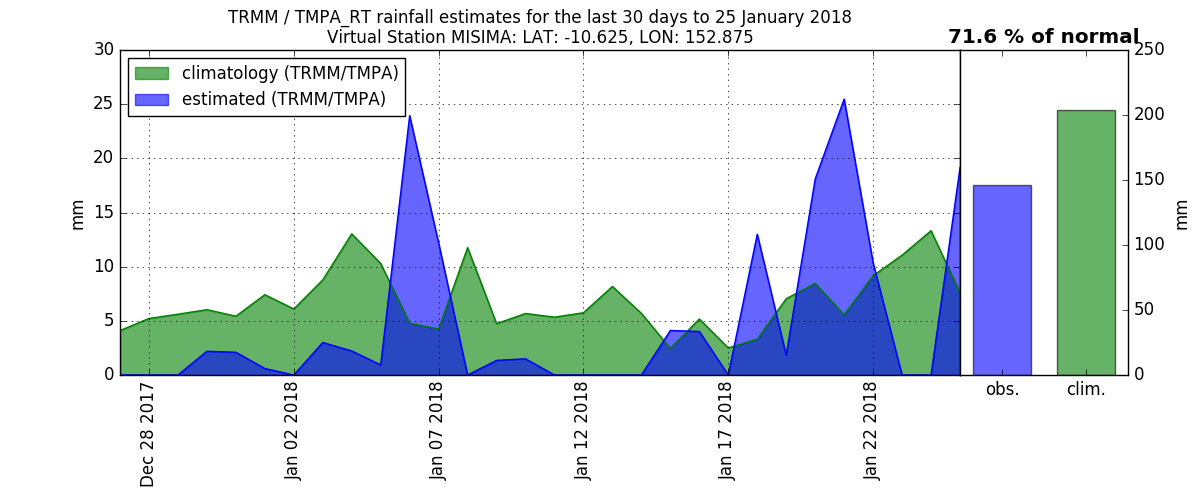 TRMM / TMPA_RT rainfall estimates for the last 30 days to 25 January 2018
Virtual Station MISIMA: LAT: -10.625, LON: 152.875
71.6 % of normal
climatology (TRMM/TMPA)
estimated (TRMM/TMPA)
30
25
20
15
10
5
0
mm
Dec 28 2017
Jan 02 2018
Jan 07 2018
Jan 12 2018
Jan 17 2018
Jan 22 2018
obs.
clim.
250
200
150
100
50
0
mm